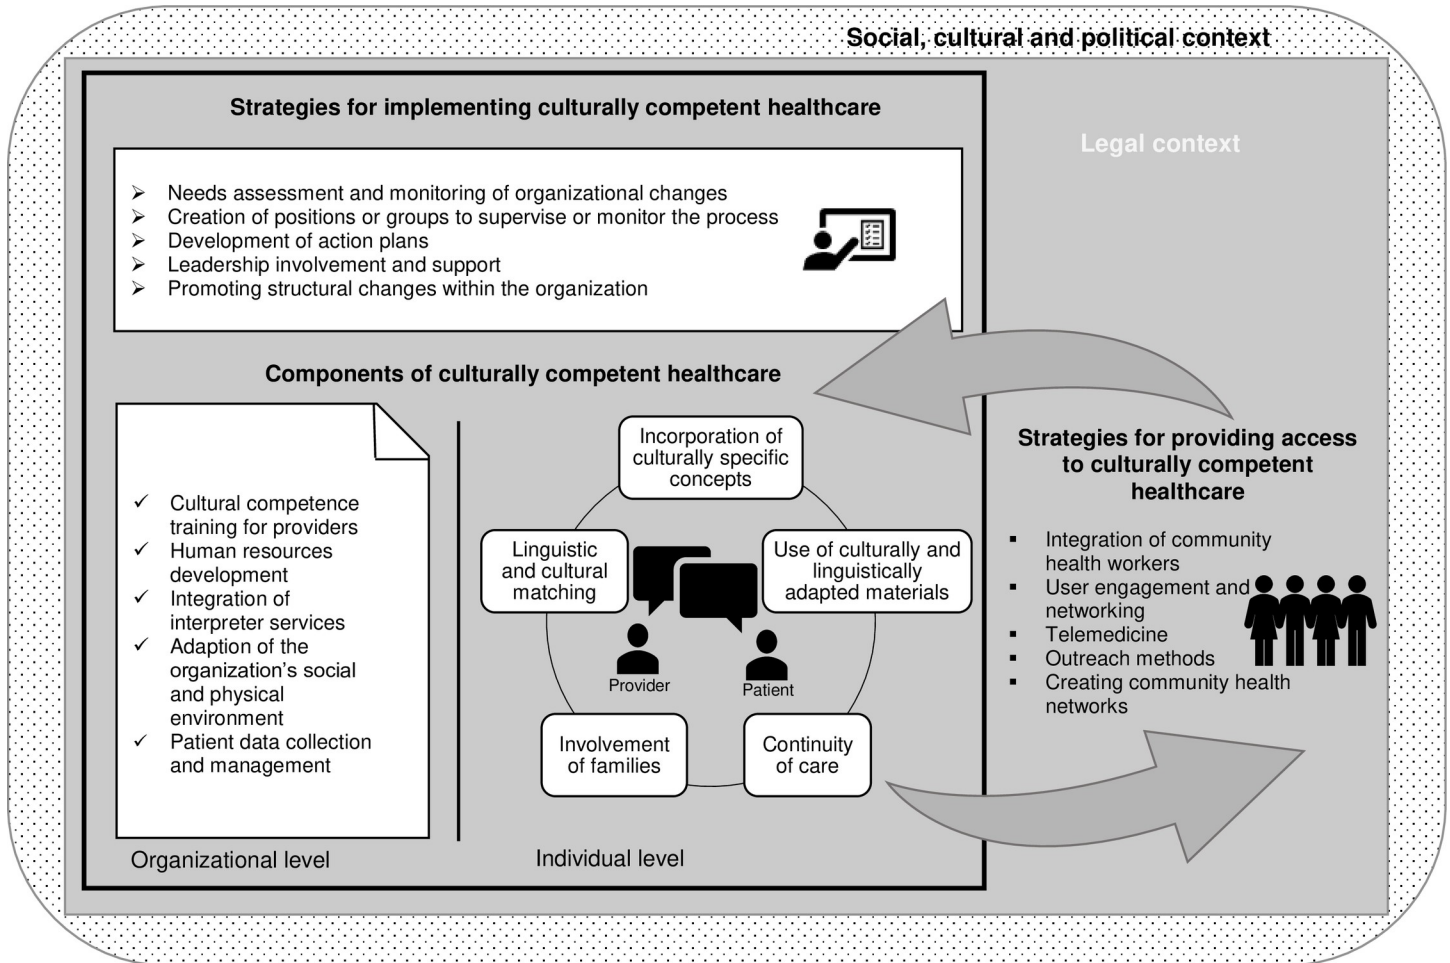 Social, cultural and political context
Strategies for implementing culturally competent healthcare
Legal context
➢ Needs assessment and monitoring of organizational changes
➢ Creation of positions or groups to supervise or monitor the process
➢ Development of action plans
➢ Leadership involvement and support
➢ Promoting structural changes within the organization
Components of culturally competent healthcare
✓ Cultural competence
training for providers
✓ Human resources
development
✓ Integration of
interpreter services
✓ Adaption of the
organization’s social
and physical
environment
✓ Patient data collection
and management
Organizational level
Incorporation of
culturally specific
concepts
Linguistic
and cultural
matching
Use of culturally and
linguistically
adapted materials
Provider
Patient
Involvement
of families
Continuity
of care
Individual level
Strategies for providing access
to culturally competent
healthcare
▪ Integration of community
health workers
▪ User engagement and
networking
▪ Telemedicine
▪ Outreach methods
▪ Creating community health
networks